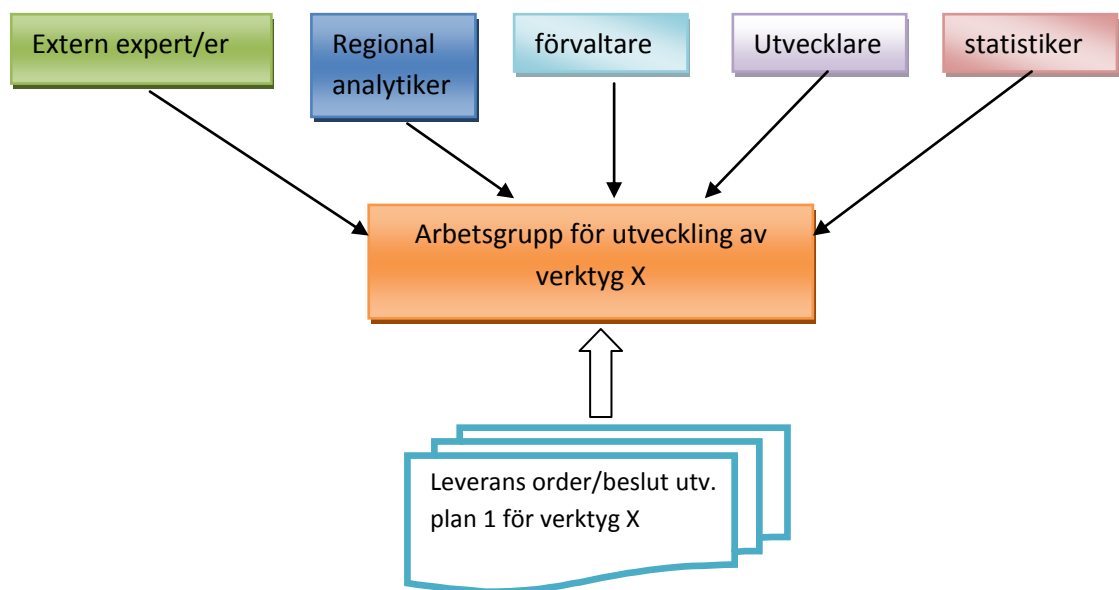 Extern expert/er
Regional
analytiker
förvaltare
Utvecklare
statistiker
Arbetsgrupp för utveckling av
verktyg X
Leverans order/beslut utv.
plan 1 för verktyg X